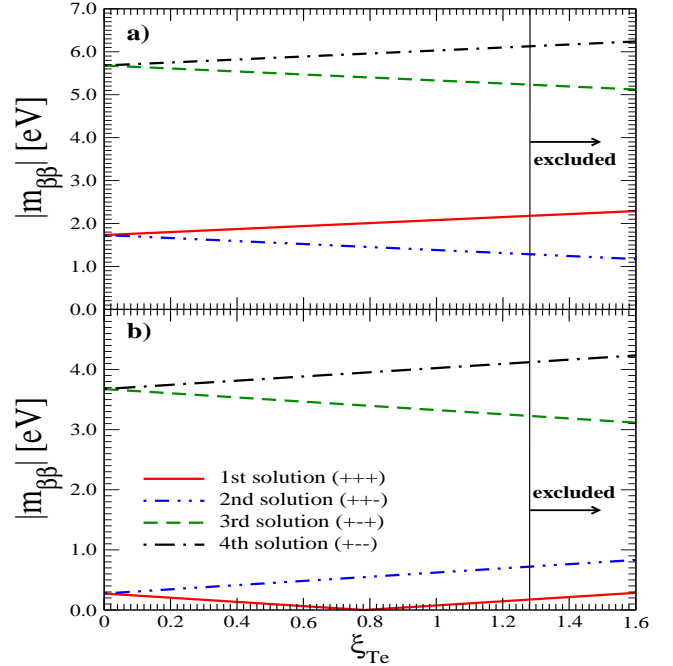 7.0
a)
6.0
5.0
4.0
excluded
3.0
2.0
1.0
0.0
|m_ββ| [eV]
b)
4.0
3.0
2.0
1.0
0.0
|m_ββ| [eV]
1st solution (+++)
2nd solution (++-)
3rd solution (+-+)
4th solution (+--)
excluded
0 0.2 0.4 0.6 0.8 1 1.2 1.4 1.6
ξ_Te